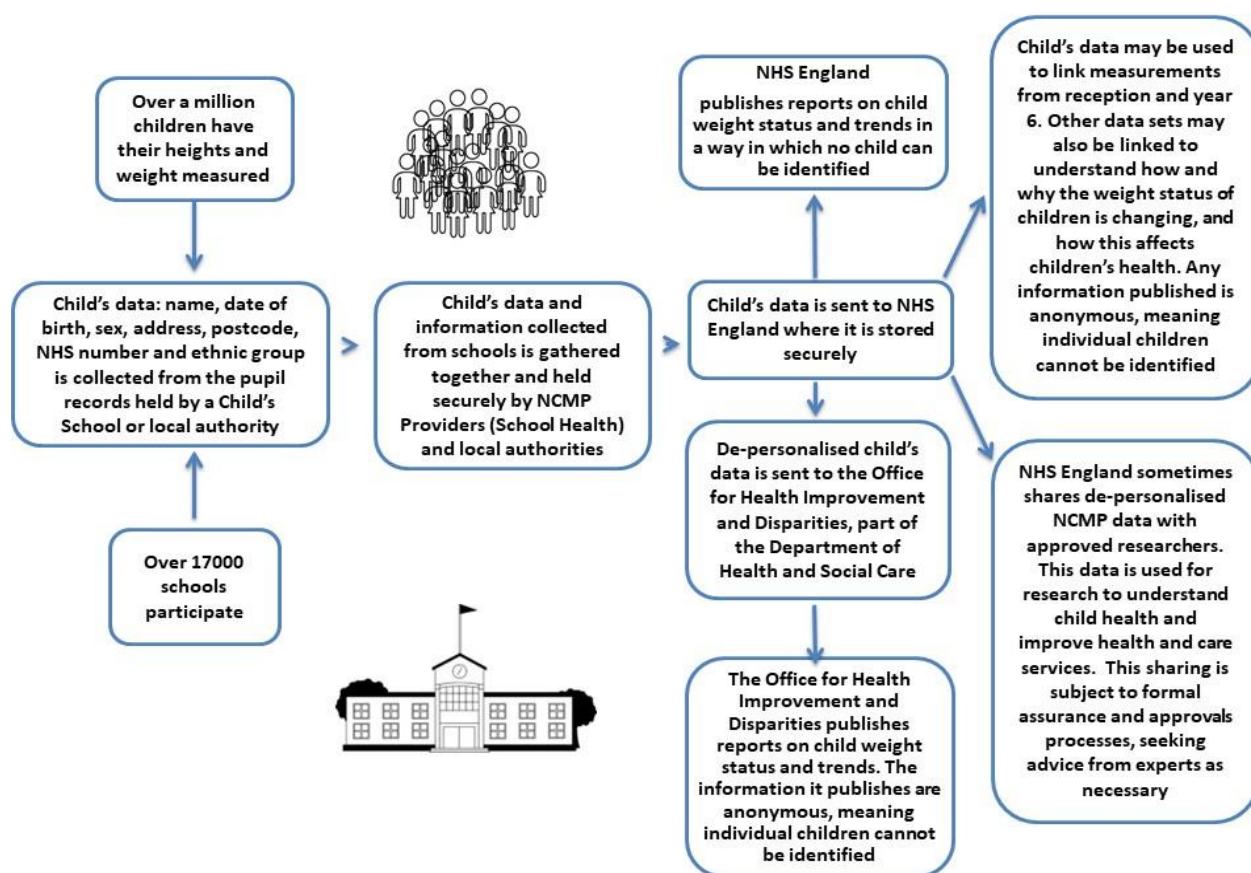 Over a million
children have
their heights and
weight measured
Child’s data: name, date of
birth, sex, address, postcode,
NHS number and ethnic group
is collected from the pupil
records held by a Child’s
School or local authority
Over 17000
schools
participate
Child’s data and
information collected
from schools is gathered
together and held
securely by NCMP
Providers (School Health)
and local authorities
NHS England
publishes reports on child
weight status and trends in
a way in which no child can
be identified
Child’s data is sent to NHS
England where it is stored
securely
De-personalised child’s
data is sent to the Office
for Health Improvement
and Disparities, part of
the Department of
Health and Social Care
The Office for Health
Improvement and
Disparities publishes
reports on child weight
status and trends. The
information it publishes are
anonymous, meaning
individual children cannot
be identified
Child’s data may be used
to link measurements
from reception and year
6. Other data sets may
also be linked to
understand how and
why the weight status of
children is changing, and
how this affects
children’s health. Any
information published is
anonymous, meaning
individual children
cannot be identified
NHS England sometimes
shares de-personalised
NCMP data with
approved researchers.
This data is used for
research to understand
child health and
improve health and care
services. This sharing is
subject to formal
assurance and approvals
processes, seeking
advice from experts as
necessary